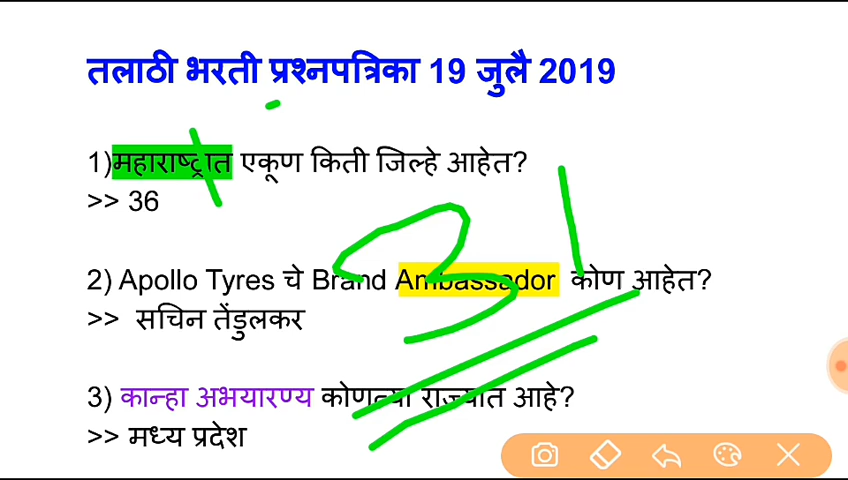 तलाठी भरती प्रश्नपत्रिका 19 जुलै 2019
1)महाराष्ट्रात एकूण किती जिल्हे आहेत?
>> 36
2) Apollo Tyres चे Brand Ambassador कोण आहेत?
>> सचिन तेंडुलकर
31
3) कान्हा अभयारण्य कोणत्या राज्यात आहे?
>> मध्य प्रदेश